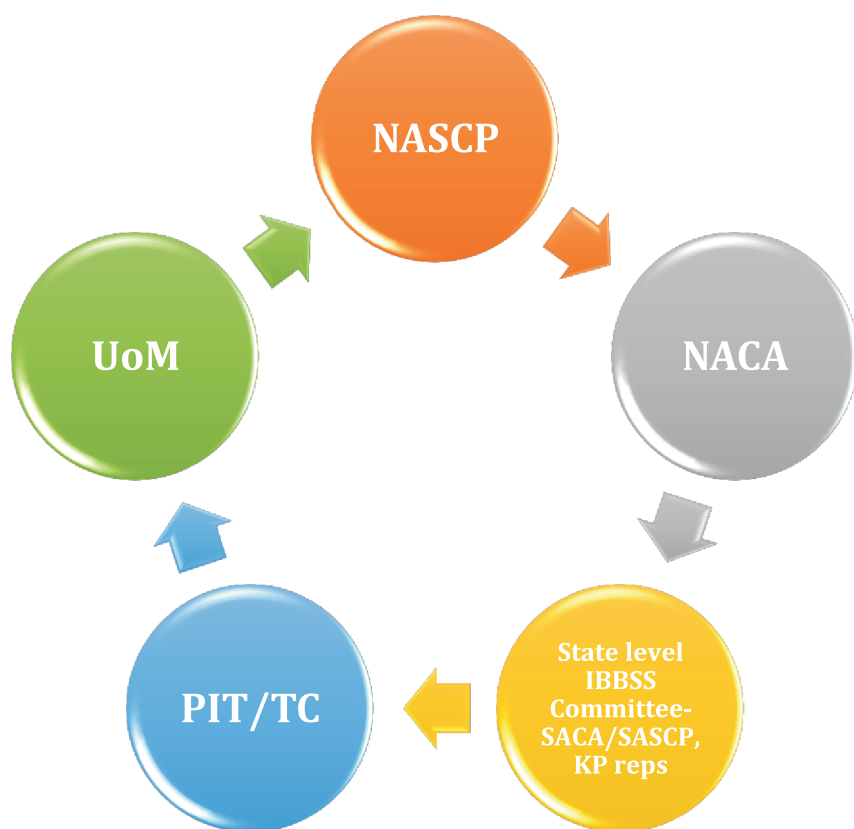 NASCP
NACA
State level
IBBSS
Committee-
SACA/SASCP,
KP reps
PIT/TC
UoM